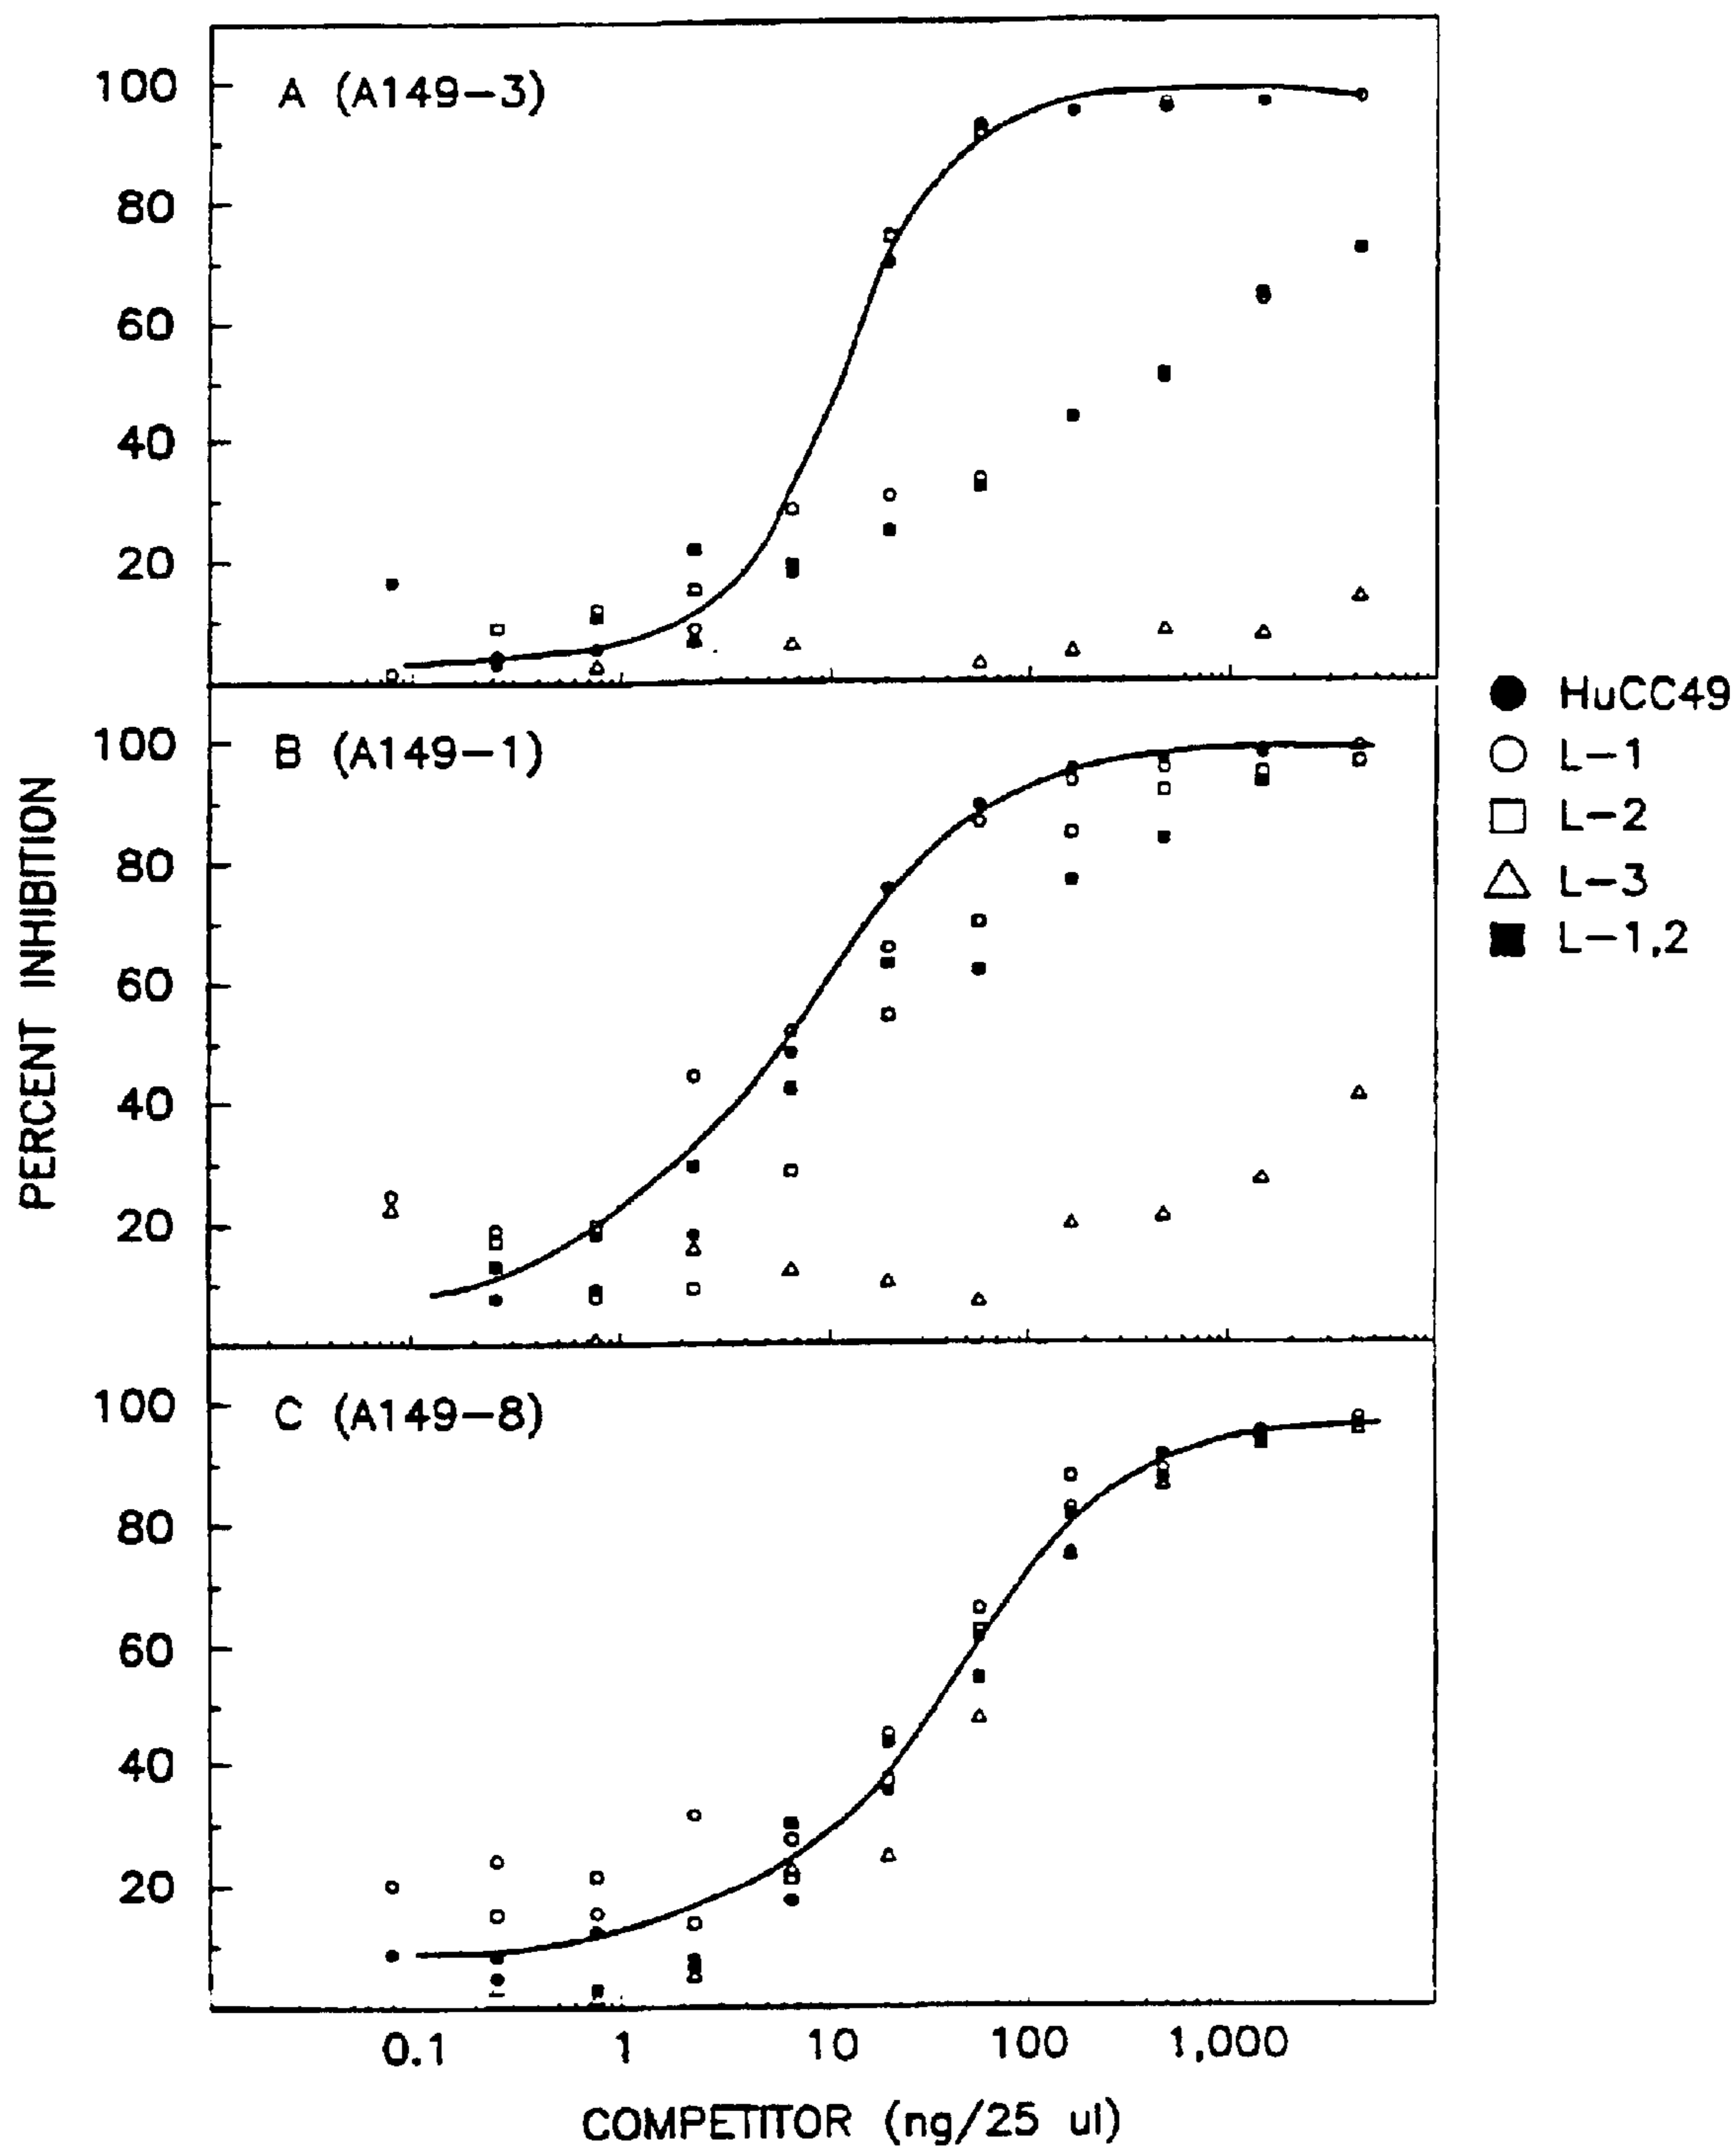 A (A149-3)
100
80
60
40
20
B (A149-1)
100
80
60
40
20
C (A149-8)
100
80
60
40
20
PERCENT INHIBITION
0.1 1 10 100 1,000
COMPETITOR (ng/25 ul)
HuCC49
L-1
L-2
L-3
L-1,2